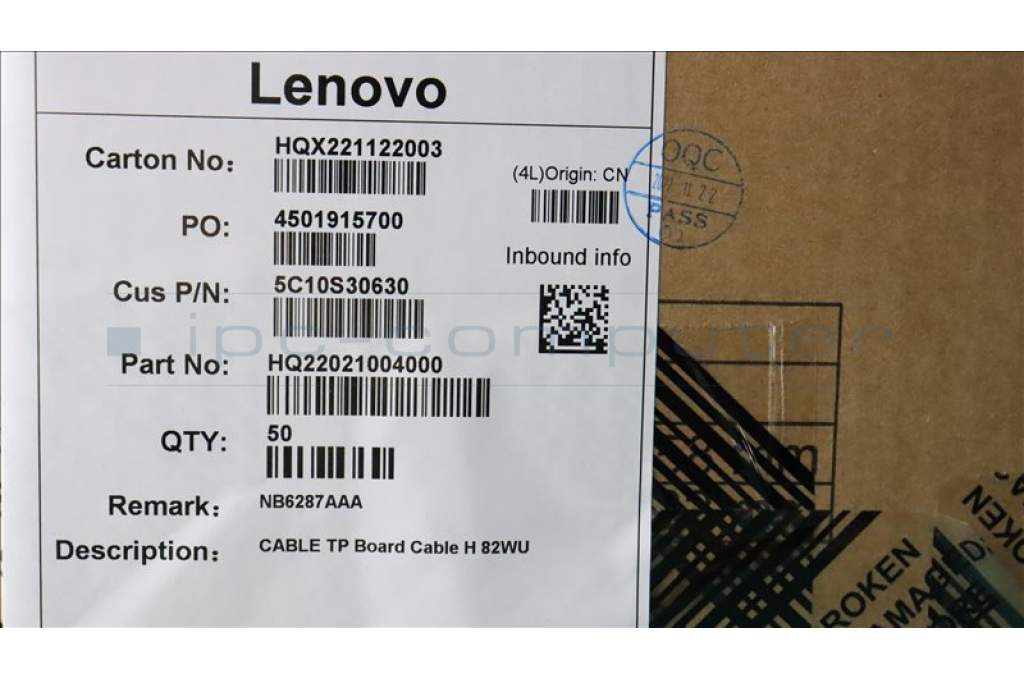 Lenovo
Carton No: HQX221122003
(4L)Origin: CN
PO: 4501915700
Inbound info
Cus P/N: 5C10S30630
Part No: HQ22021004000
QTY: 50
Remark: NB6287AAA
Description: CABLE TP Board Cable H 82WU
OQC
PASS
ipc-computer
ROKEN